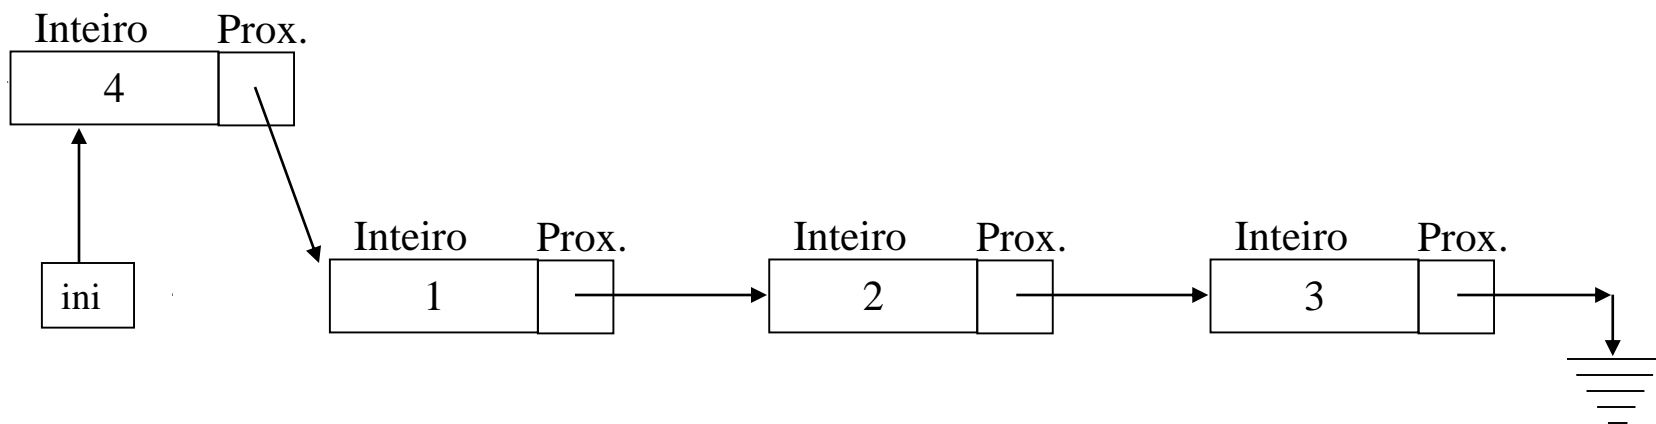 Inteiro Prox.
4
ini
Inteiro Prox. Inteiro Prox. Inteiro Prox.
1 2 3